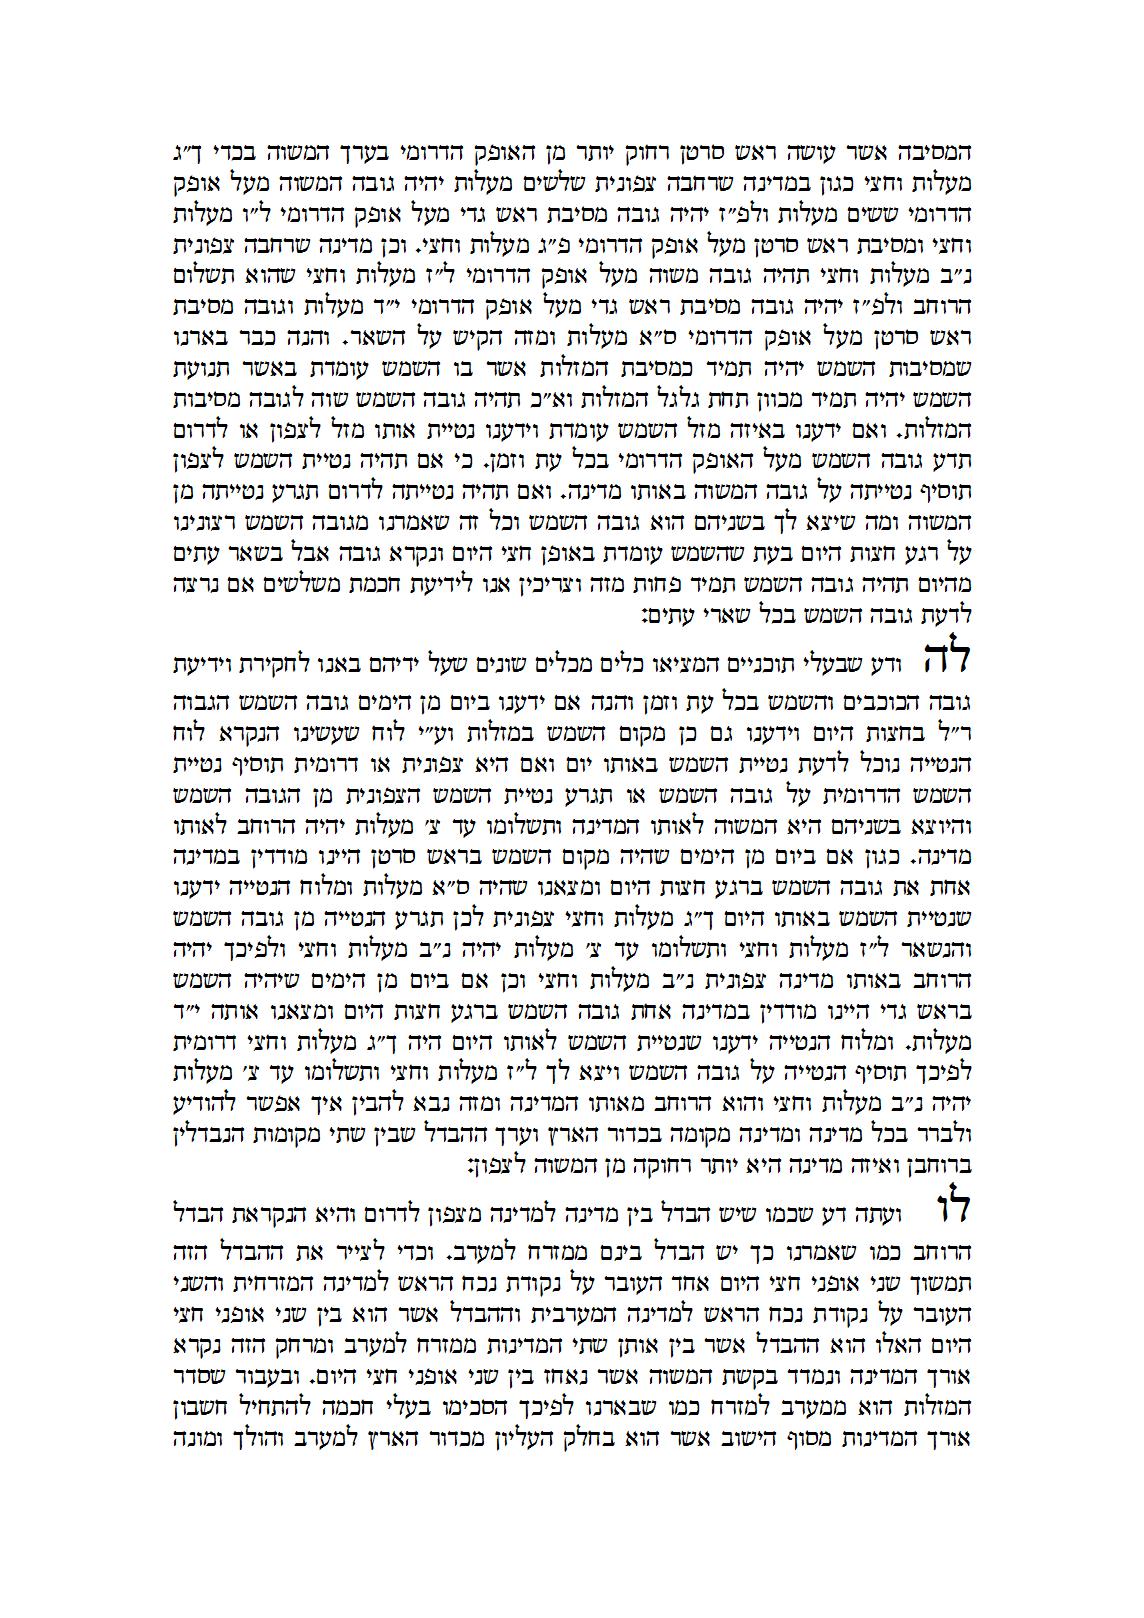 המסיבה אשר עושה ראש סרטן רחוק יותר מן האופק הדרומי בערך המשוה בכדי ך״ג
מעלות וחצי כגון במדינה שרחבה צפונית שלשים מעלות יהיה גובה המשוה מעל אופק
הדרומי ששים מעלות ולפ״ז יהיה גובה מסיבת ראש גדי מעל אופק הדרומי ל״ו מעלות
וחצי ומסיבת ראש סרטן מעל אופק הדרומי פ״ג מעלות וחצי. וכן מדינה שרחבה צפונית
נ״ב מעלות וחצי תהיה גובה משוה מעל אופק הדרומי ל״ז מעלות וחצי שהוא תשלום
הרוחב ולפ״ז יהיה גובה מסיבת ראש גדי מעל אופק הדרומי י״ד מעלות וגובה מסיבת
ראש סרטן מעל אופק הדרומי ס״א מעלות ומזה הקיש על השאר. והנה כבר בארנו
שמסיבות השמש יהיה תמיד כמסיבת המזלות אשר בו השמש עומדת באשר תנועת
השמש יהיה תמיד מכוון תחת גלגל המזלות וא״כ תהיה גובה השמש שוה לגובה מסיבות
המזלות. ואם ידענו באיזה מזל השמש עומדת וידענו נטיית אותו מזל לצפון או לדרום
תדע גובה השמש מעל האופק הדרומי בכל עת וזמן. כי אם תהיה נטיית השמש לצפון
תוסיף נטייתה על גובה המשוה באותו מדינה. ואם תהיה נטייתה לדרום תגרע נטייתה מן
המשוה ומה שיצא לך בשניהם הוא גובה השמש וכל זה שאמרנו מגובה השמש רצונינו
על רגע חצות היום בעת שהשמש עומדת באופן חצי היום ונקרא גובה אבל בשאר עתים
מהיום תהיה גובה השמש תמיד פחות מזה וצריכין אנו לידיעת חכמת משלשים אם נרצה
לדעת גובה השמש בכל שארי עתים:
לה ודע שבעלי תוכניים המציאו כלים מכלים שונים שעל ידיהם באנו לחקירת וידיעת
גובה הכוכבים והשמש בכל עת וזמן והנה אם ידענו ביום מן הימים גובה השמש הגבוה
ר״ל בחצות היום וידענו גם כן מקום השמש במזלות וע״י לוח שעשינו הנקרא לוח
הנטייה נוכל לדעת נטיית השמש באותו יום ואם היא צפונית או דרומית תוסיף נטיית
השמש הדרומית על גובה השמש או תגרע נטיית השמש הצפונית מן הגובה השמש
והיוצא בשניהם היא המשוה לאותו המדינה ותשלומו עד צ׳ מעלות יהיה הרוחב לאותו
מדינה. כגון אם ביום מן הימים שהיה מקום השמש בראש סרטן היינו מודדין במדינה
אחת את גובה השמש ברגע חצות היום ומצאנו שהיה ס״א מעלות ומלוח הנטייה ידענו
שנטיית השמש באותו היום ך״ג מעלות וחצי צפונית לכן תגרע הנטייה מן גובה השמש
והנשאר ל״ז מעלות וחצי ותשלומו עד צ׳ מעלות יהיה נ״ב מעלות וחצי ולפיכך יהיה
הרוחב באותו מדינה צפונית נ״ב מעלות וחצי וכן אם ביום מן הימים שיהיה השמש
בראש גדי היינו מודדין במדינה אחת גובה השמש ברגע חצות היום ומצאנו אותה י״ד
מעלות. ומלוח הנטייה ידענו שנטיית השמש לאותו היום היה ך״ג מעלות וחצי דרומית
לפיכך תוסיף הנטייה על גובה השמש ויצא לך ל״ז מעלות וחצי ותשלומו עד צ׳ מעלות
יהיה נ״ב מעלות וחצי והוא הרוחב מאותו המדינה ומזה נבא להבין איך אפשר להודיע
ולברר בכל מדינה ומדינה מקומה בכדור הארץ וערך ההבדל שבין שתי מקומות הנבדלין
ברוחבן ואיזה מדינה היא יותר רחוקה מן המשוה לצפון:
לו ועתה דע שכמו שיש הבדל בין מדינה למדינה מצפון לדרום והיא הנקראת הבדל
הרוחב כמו שאמרנו כך יש הבדל בינם ממזרח למערב. וכדי לצייר את ההבדל הזה
תמשוך שני אופני חצי היום אחד העובר על נקודת נכח הראש למדינה המזרחית והשני
העובר על נקודת נכח הראש למדינה המערבית וההבדל אשר הוא בין שני אופני חצי
היום האלו הוא ההבדל אשר בין אותן שתי המדינות ממזרח למערב ומרחק הזה נקרא
אורך המדינה ונמדד בקשת המשוה אשר נאחז בין שני אופני חצי היום. ובעבור שסדר
המזלות הוא ממערב למזרח כמו שבארנו לפיכך הסכימו בעלי חכמה להתחיל חשבון
אורך המדינות מסוף הישוב אשר הוא בחלק העליון מכדור הארץ למערב והולך ומונה